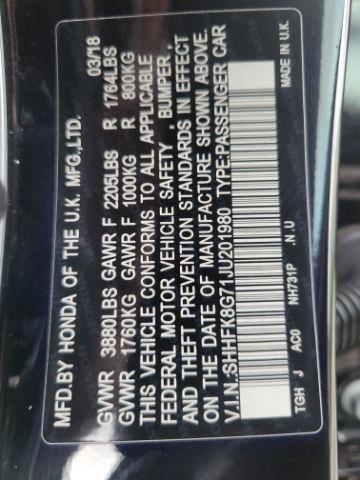 MFD.BY HONDA OF THE U.K. MFG.,LTD. 03/18
GVWR 3880LBS GAWR F 2205LBS R 1764LBS
GVWR 1760KG GAWR F 1000KG R 800KG
THIS VEHICLE CONFORMS TO ALL APPLICABLE
FEDERAL MOTOR VEHICLE SAFETY , BUMPER ,
AND THEFT PREVENTION STANDARDS IN EFFECT
ON THE DATE OF MANUFACTURE SHOWN ABOVE.
V.I.N.:SHHFK8G71JU201980 TYPE:PASSENGER CAR
TGH J AC0 NH731P .N.U MADE IN U.K.